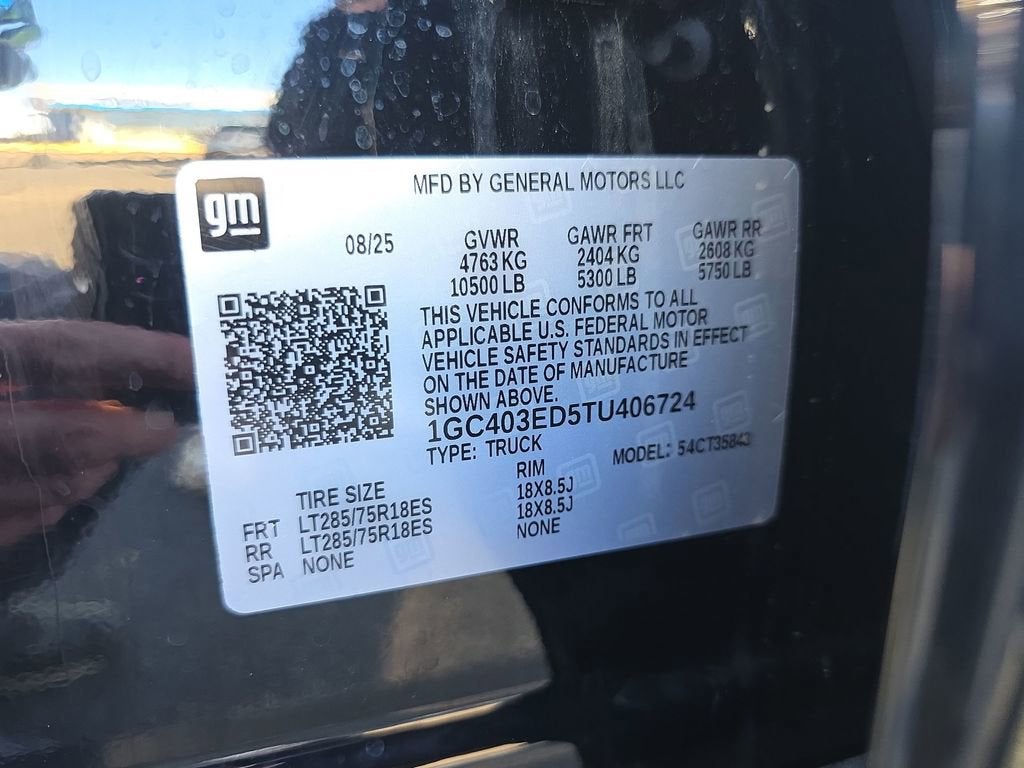 gm
MFD BY GENERAL MOTORS LLC
08/25
GVWR GAWR FRT GAWR RR
4763 KG 2404 KG 2608 KG
10500 LB 5300 LB 5750 LB
THIS VEHICLE CONFORMS TO ALL
APPLICABLE U.S. FEDERAL MOTOR
VEHICLE SAFETY STANDARDS IN EFFECT
ON THE DATE OF MANUFACTURE
SHOWN ABOVE.
1GC403ED5TU406724
TYPE: TRUCK MODEL: 54CT35843
TIRE SIZE RIM
FRT LT285/75R18ES 18X8.5J
RR LT285/75R18ES 18X8.5J
SPA NONE NONE